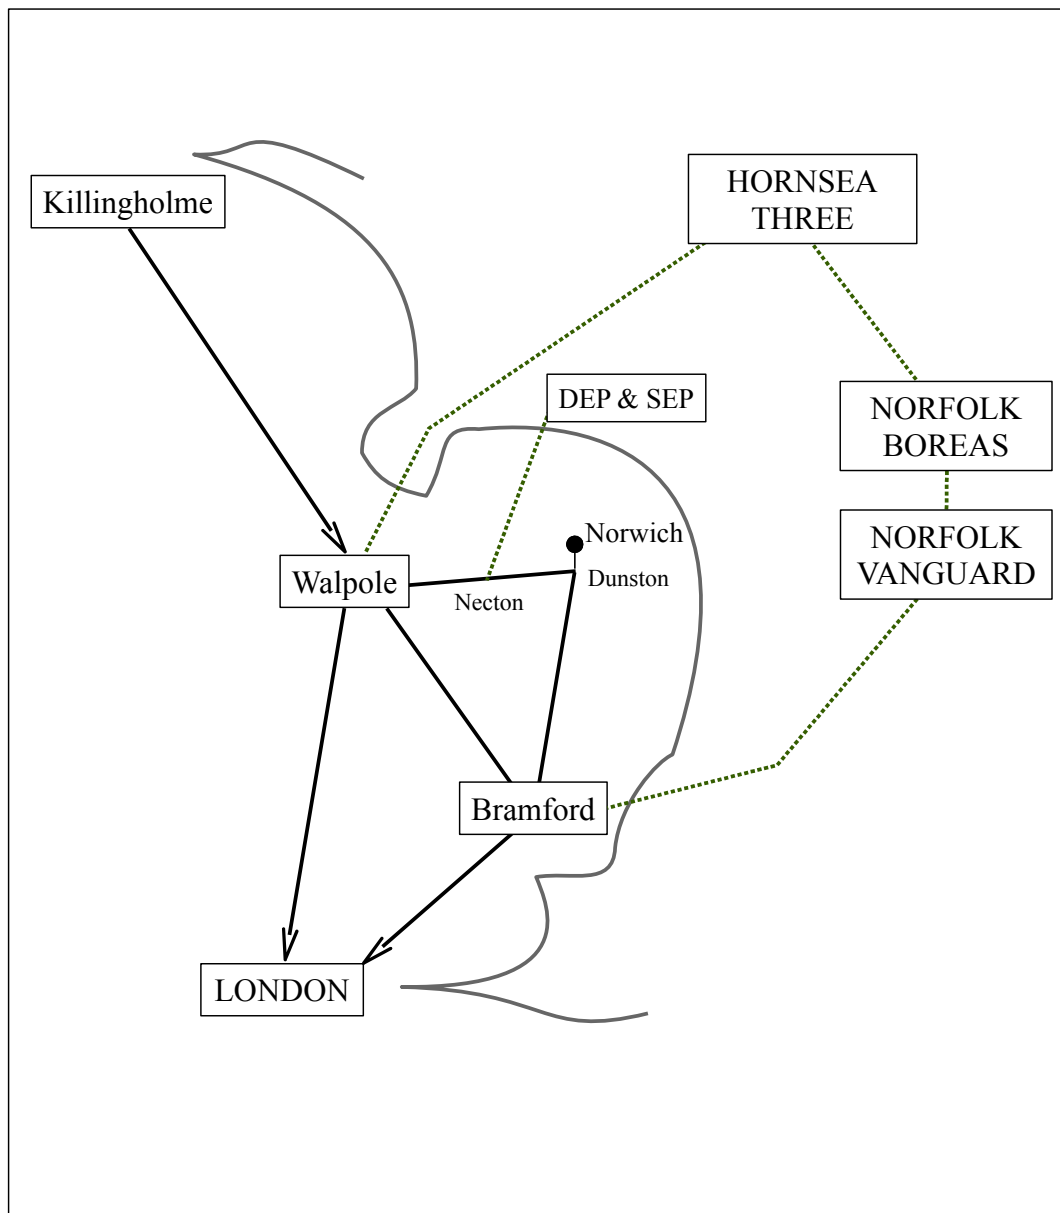 Killingholme
HORNSEA
THREE
DEP & SEP
NORFOLK
BOREAS
NORFOLK
VANGUARD
Norwich
Walpole
Necton
Dunston
Bramford
LONDON